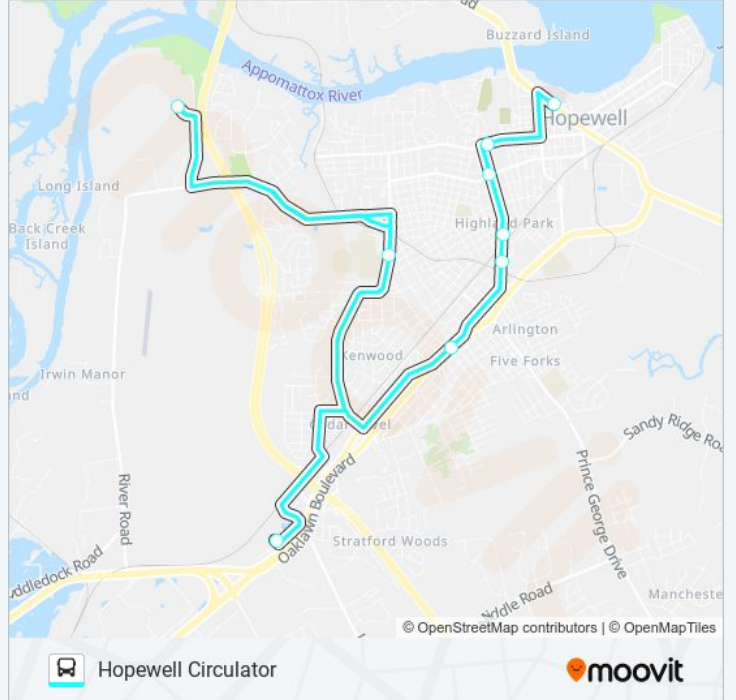 Buzzard Island
Appomattox River
Hopewell
Long Island
Back Creek
Island
Highland Park
Arlington
Kenwood
Five Forks
Irwin Manor
Sandy Ridge
River Road
Oaklawn Boulevard
Prince George Drive
Stratford Woods
Road
Road
© OpenStreetMap contributors | © OpenMapTiles
Hopewell Circulator
moovit